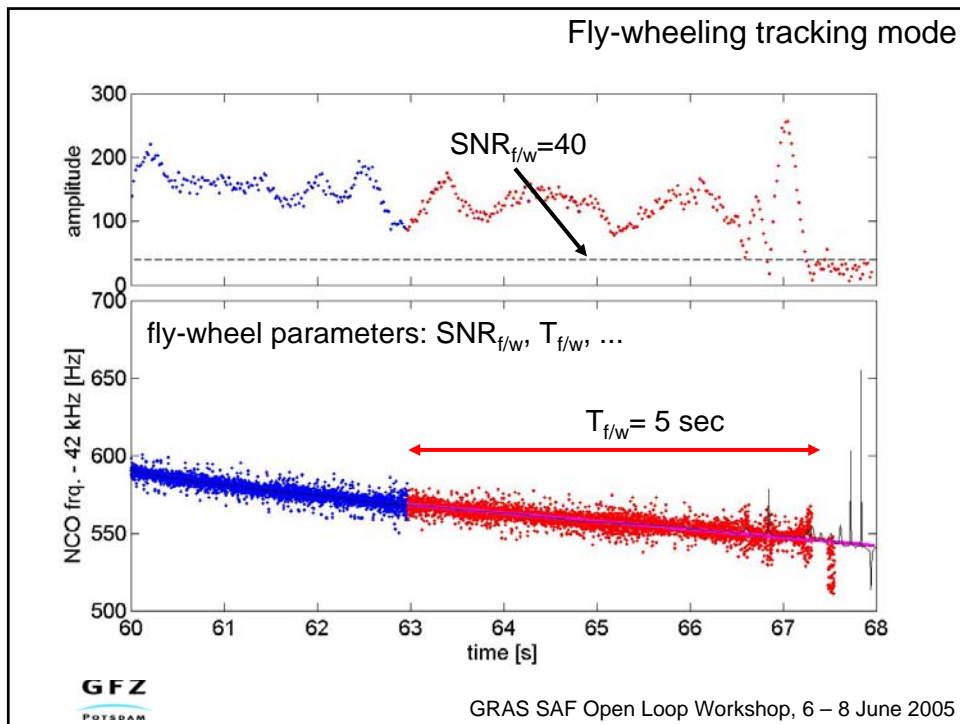 Fly-wheeling tracking mode
300
200
100
0
amplitude
SNRf/w=40
700
650
600
550
500
NCO frq. - 42 kHz [Hz]
fly-wheel parameters: SNRf/w, Tf/w, ...
Tf/w= 5 sec
60 61 62 63 64 65 66 67 68
time [s]
GFZ
POTSDAM
GRAS SAF Open Loop Workshop, 6 – 8 June 2005